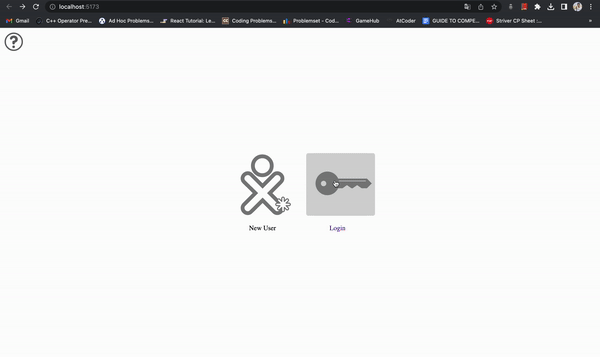 localhost:5173
Gmail
C++ Operator Pre...
Ad Hoc Problems...
React Tutorial: Le...
Coding Problems...
Problemset - Cod...
GameHub
AtCoder
GUIDE TO COMPE...
Striver CP Sheet :...
»
?
New User
Login